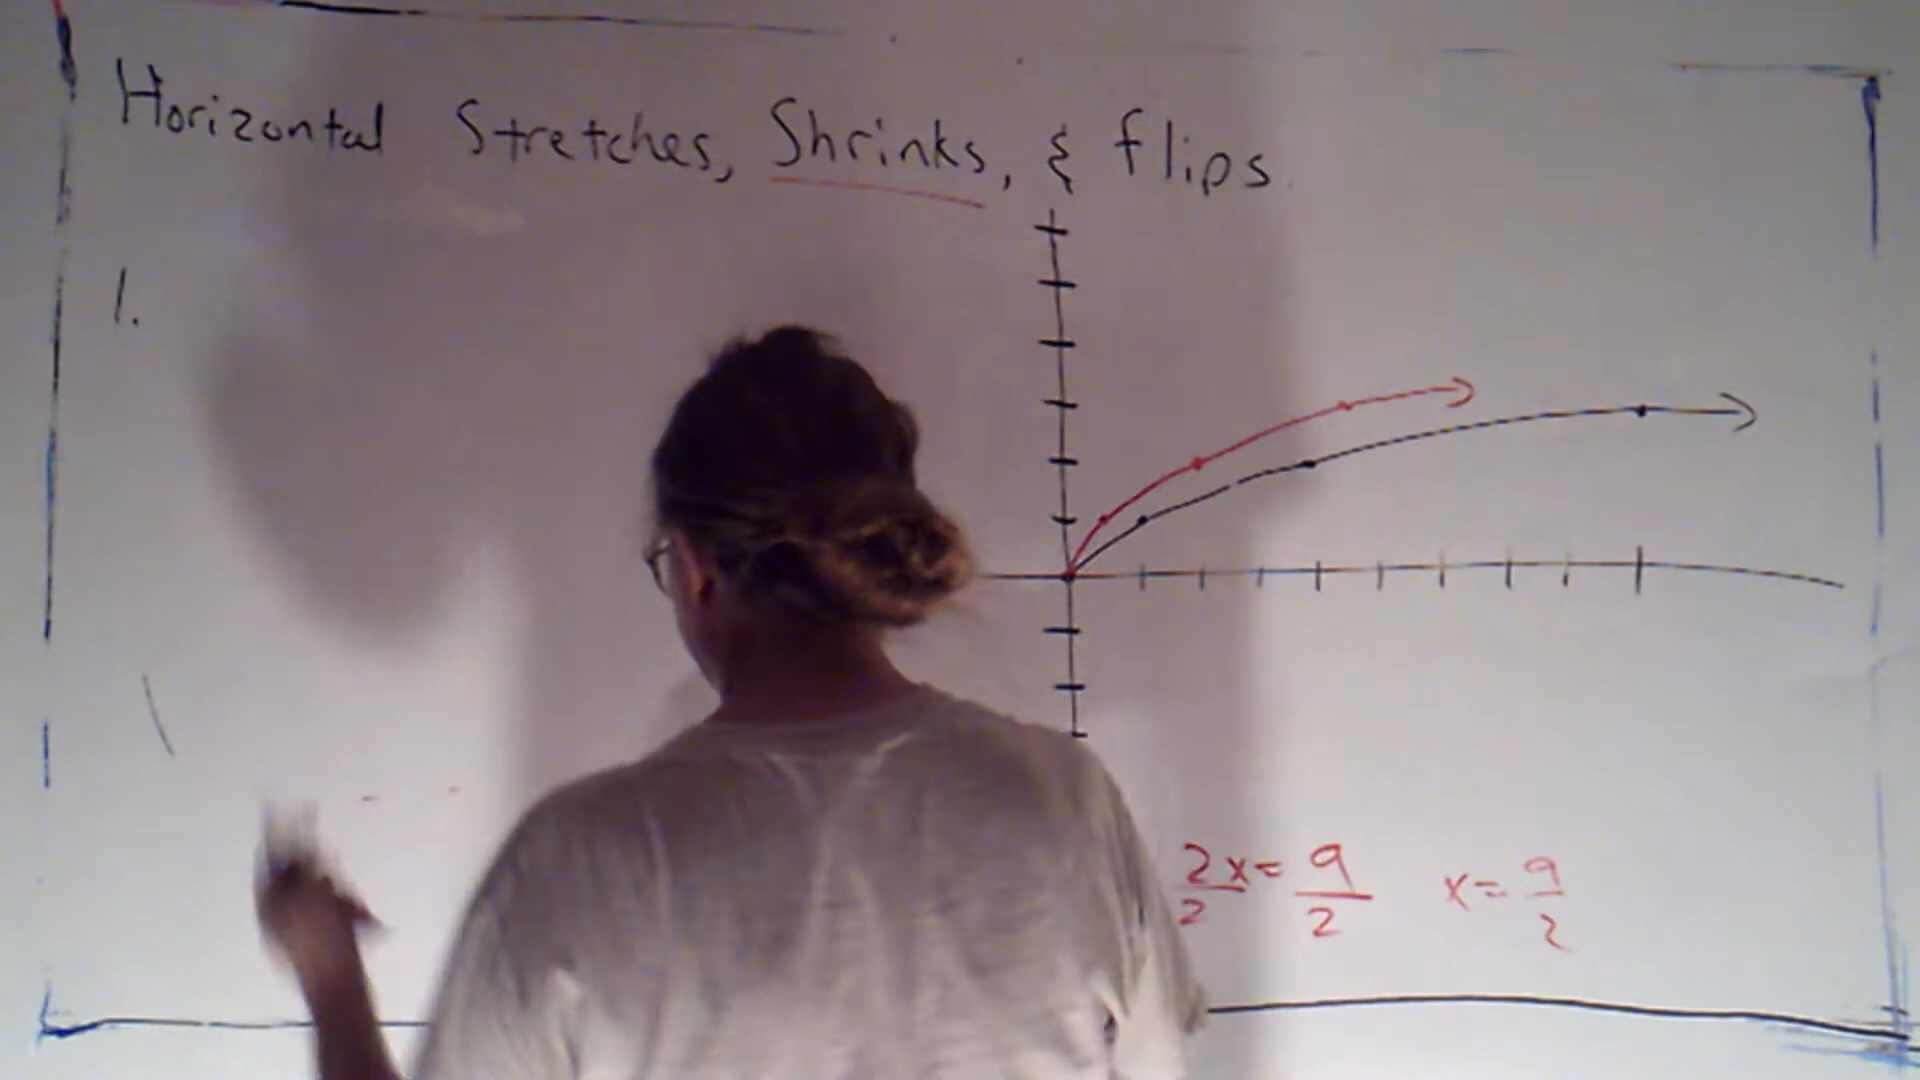 Horizontal Stretches, Shrinks, & flips.
1.
2x = 9 x = 9
2 2 2